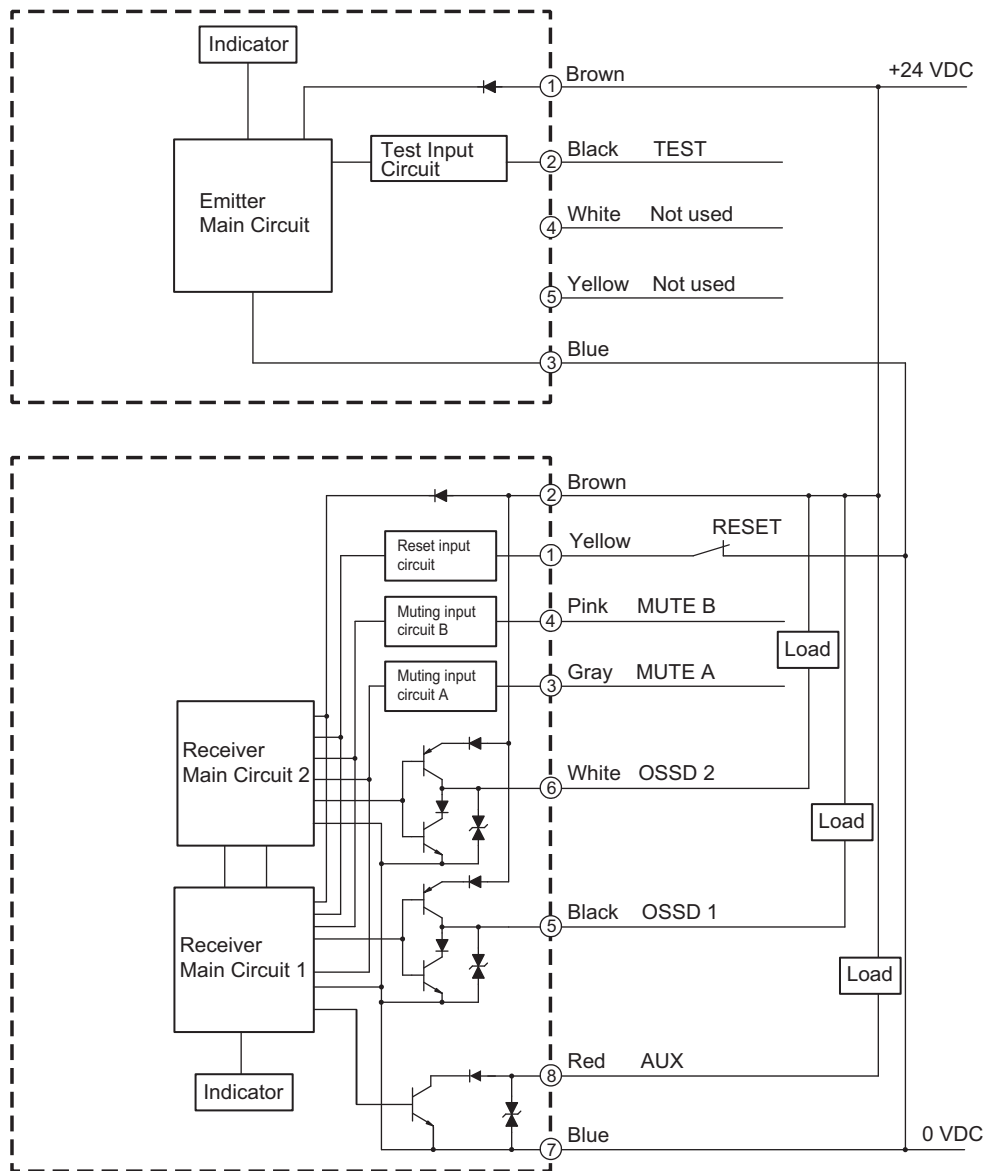 Indicator
+24 VDC
① Brown
Test Input
Circuit
② Black TEST
Emitter
Main Circuit
④ White Not used
⑤ Yellow Not used
③ Blue
② Brown
RESET
Reset input
circuit
① Yellow
Muting input
circuit B
④ Pink MUTE B
Load
Muting input
circuit A
③ Gray MUTE A
Receiver
Main Circuit 2
⑥ White OSSD 2
Load
⑤ Black OSSD 1
Receiver
Main Circuit 1
Load
⑧ Red AUX
Indicator
⑦ Blue
0 VDC